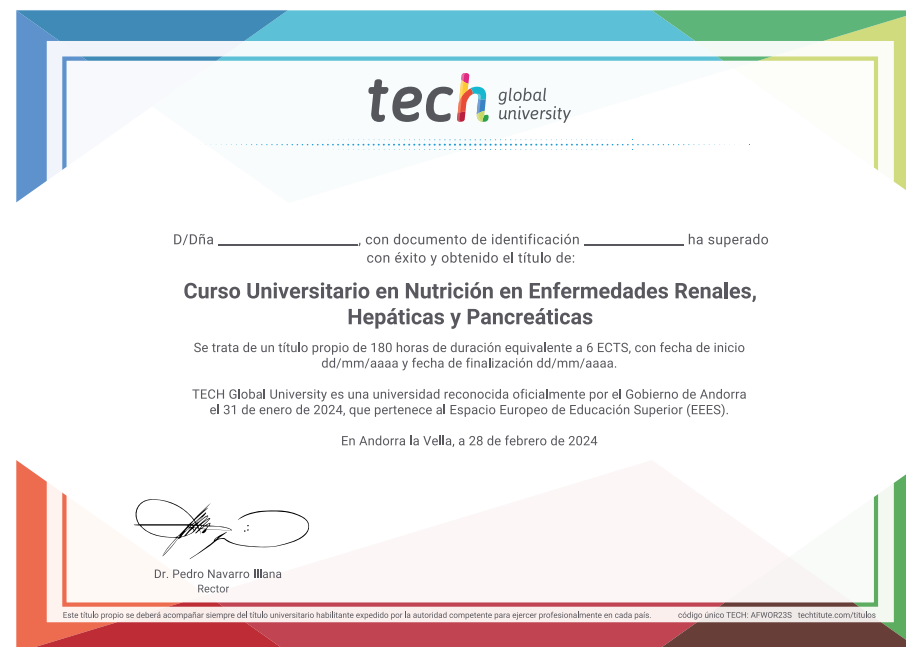 tech global university
D/Dña ____________________, con documento de identificación ______________ ha superado
con éxito y obtenido el título de:
Curso Universitario en Nutrición en Enfermedades Renales,
Hepáticas y Pancreáticas
Se trata de un título propio de 180 horas de duración equivalente a 6 ECTS, con fecha de inicio
dd/mm/aaaa y fecha de finalización dd/mm/aaaa.
TECH Global University es una universidad reconocida oficialmente por el Gobierno de Andorra
el 31 de enero de 2024, que pertenece al Espacio Europeo de Educación Superior (EEES).
En Andorra la Vella, a 28 de febrero de 2024
Dr. Pedro Navarro Illana
Rector
Este título propio se deberá acompañar siempre del título universitario habilitante expedido por la autoridad competente para ejercer profesionalmente en cada país. código único TECH: AFWOR23S techtitute.com/titulos